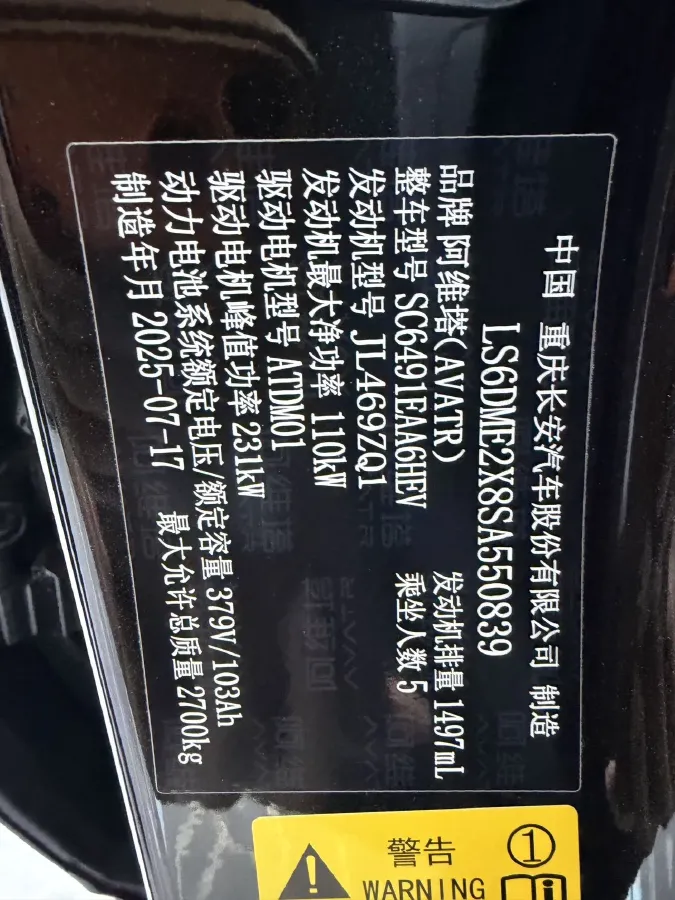 中国 重庆长安汽车股份有限公司 制造
LS6DME2X8SA550839
品牌 阿维塔(AVATR) 发动机排量 1497mL
整车型号 SC6491EAA6HEV 乘坐人数 5
发动机型号 JL469ZQ1
发动机最大净功率 110kW
驱动电机型号 ATDM01
驱动电机峰值功率 231kW
动力电池系统额定电压/额定容量 379V/103Ah
制造年月 2025-07-17 最大允许总质量 2700kg
警告 ①
WARNING